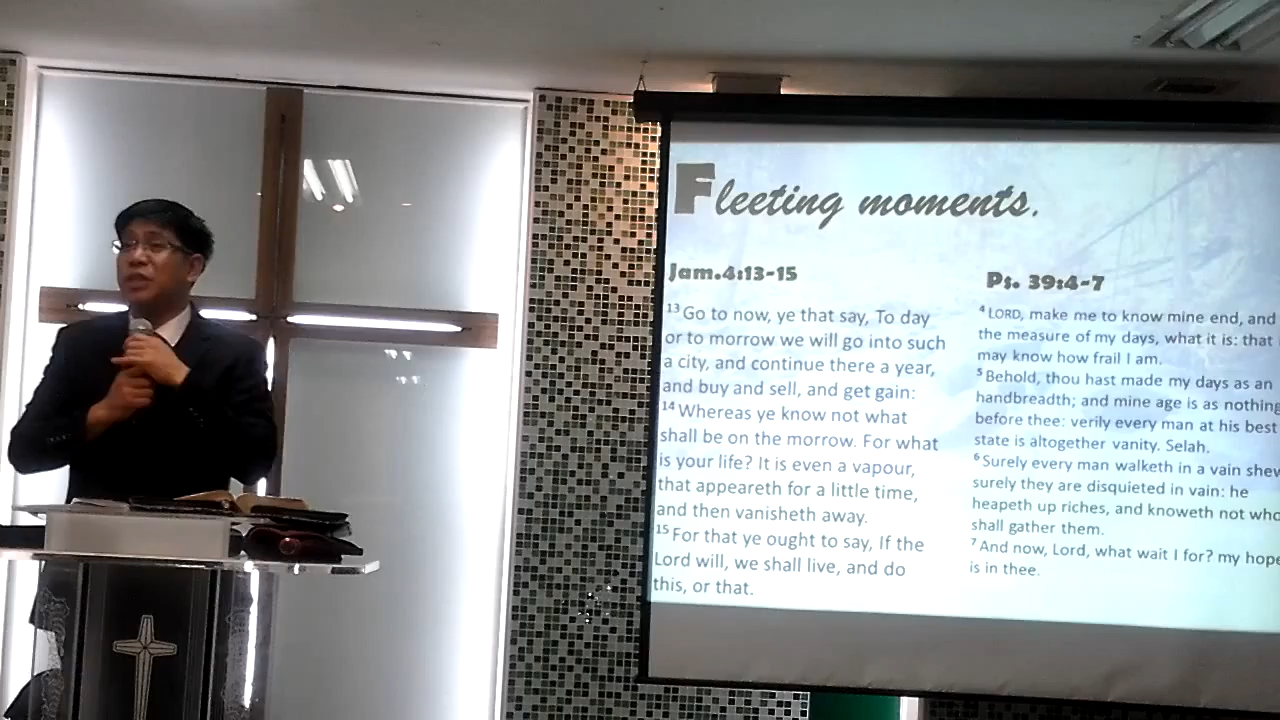 Fleeting moments.
Jam.4:13-15
13 Go to now, ye that say, To day
or to morrow we will go into such
a city, and continue there a year,
and buy and sell, and get gain:
14 Whereas ye know not what
shall be on the morrow. For what
is your life? It is even a vapour,
that appeareth for a little time,
and then vanisheth away.
15 For that ye ought to say, If the
Lord will, we shall live, and do
this, or that.
Ps. 39:4-7
4 LORD, make me to know mine end, and
the measure of my days, what it is: that
may know how frail I am.
5 Behold, thou hast made my days as an
handbreadth; and mine age is as nothing
before thee: verily every man at his best
state is altogether vanity. Selah.
6 Surely every man walketh in a vain shew
surely they are disquieted in vain: he
heapeth up riches, and knoweth not who
shall gather them.
7 And now, Lord, what wait I for? my hope
is in thee.